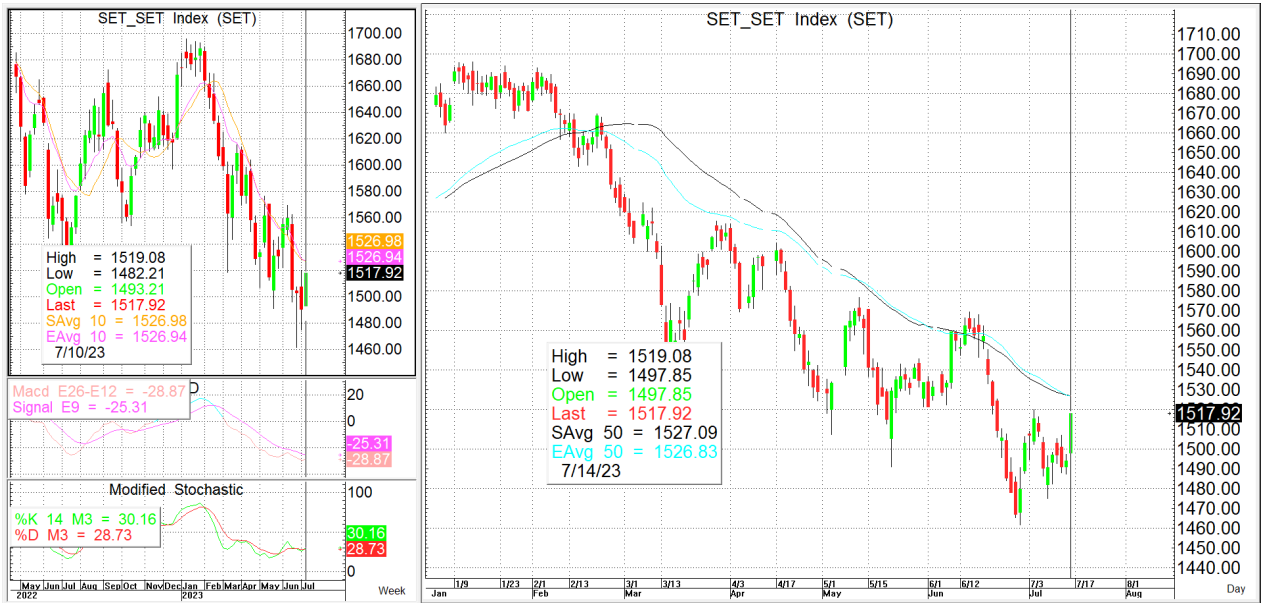 SET_SET Index (SET)
1700.00
1680.00
1660.00
1640.00
1620.00
1600.00
1580.00
1560.00
1526.98
1526.94
1517.92
1500.00
1480.00
1460.00
High = 1519.08
Low = 1482.21
Open = 1493.21
Last = 1517.92
SAvg 10 = 1526.98
EAvg 10 = 1526.94
7/10/23
Macd E26-E12 = -28.87
Signal E9 = -25.31
20
0
-25.31
-28.87
Modified Stochastic
%K 14 M3 = 30.16
%D M3 = 28.73
100
30.16
28.73
0
May Jun Jul Aug Sep Oct Nov Dec Jan Feb Mar Apr May Jun Jul
2022 2023
Week
SET_SET Index (SET)
1710.00
1700.00
1690.00
1680.00
1670.00
1660.00
1650.00
1640.00
1630.00
1620.00
1610.00
1600.00
1590.00
1580.00
1570.00
1560.00
1550.00
1540.00
1530.00
1517.92
1510.00
1500.00
1490.00
1480.00
1470.00
1460.00
1450.00
1440.00
High = 1519.08
Low = 1497.85
Open = 1497.85
Last = 1517.92
SAvg 50 = 1527.09
EAvg 50 = 1526.83
7/14/23
1/9 1/23 2/1 2/13 3/1 3/13 4/3 4/17 5/1 5/15 6/1 6/12 7/3 7/17 8/1
Jan Feb Mar Apr May Jun Jul Aug
Day